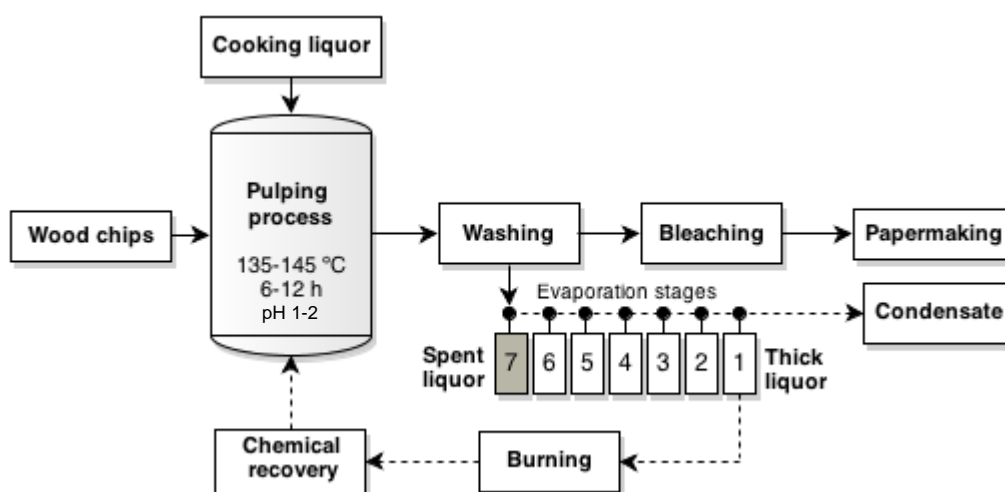 Cooking liquor
Pulping
process
135-145 ºC
6-12 h
pH 1-2
Wood chips
Washing
Bleaching
Papermaking
Evaporation stages
Condensate
Spent
liquor
7 6 5 4 3 2 1
Thick
liquor
Chemical
recovery
Burning